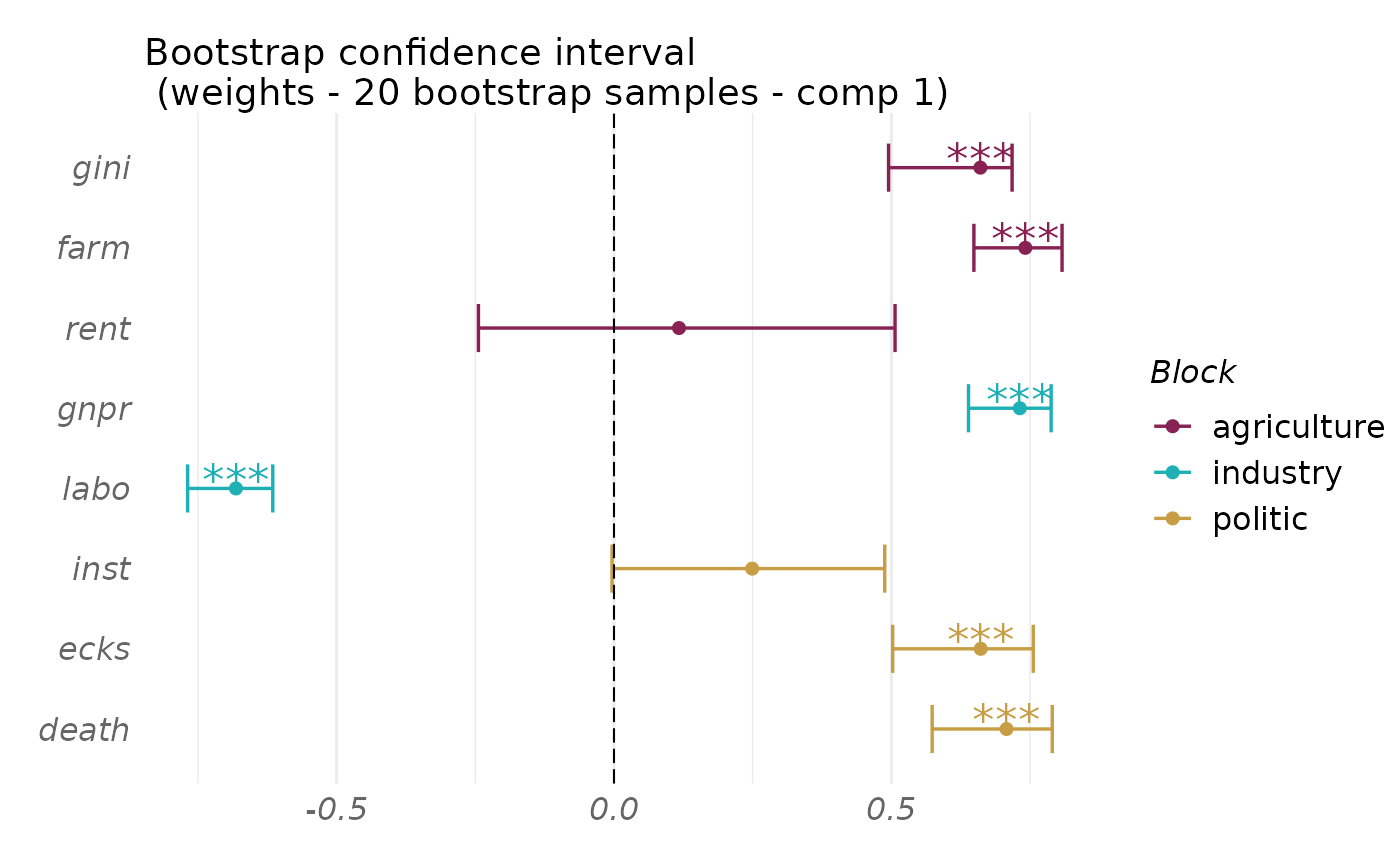 Bootstrap confidence interval
(weights - 20 bootstrap samples - comp 1)
gini
***
farm
***
rent
gnpr
***
labo
***
inst
ecks
***
death
***
-0.5
0.0
0.5
Block
agriculture
industry
politic